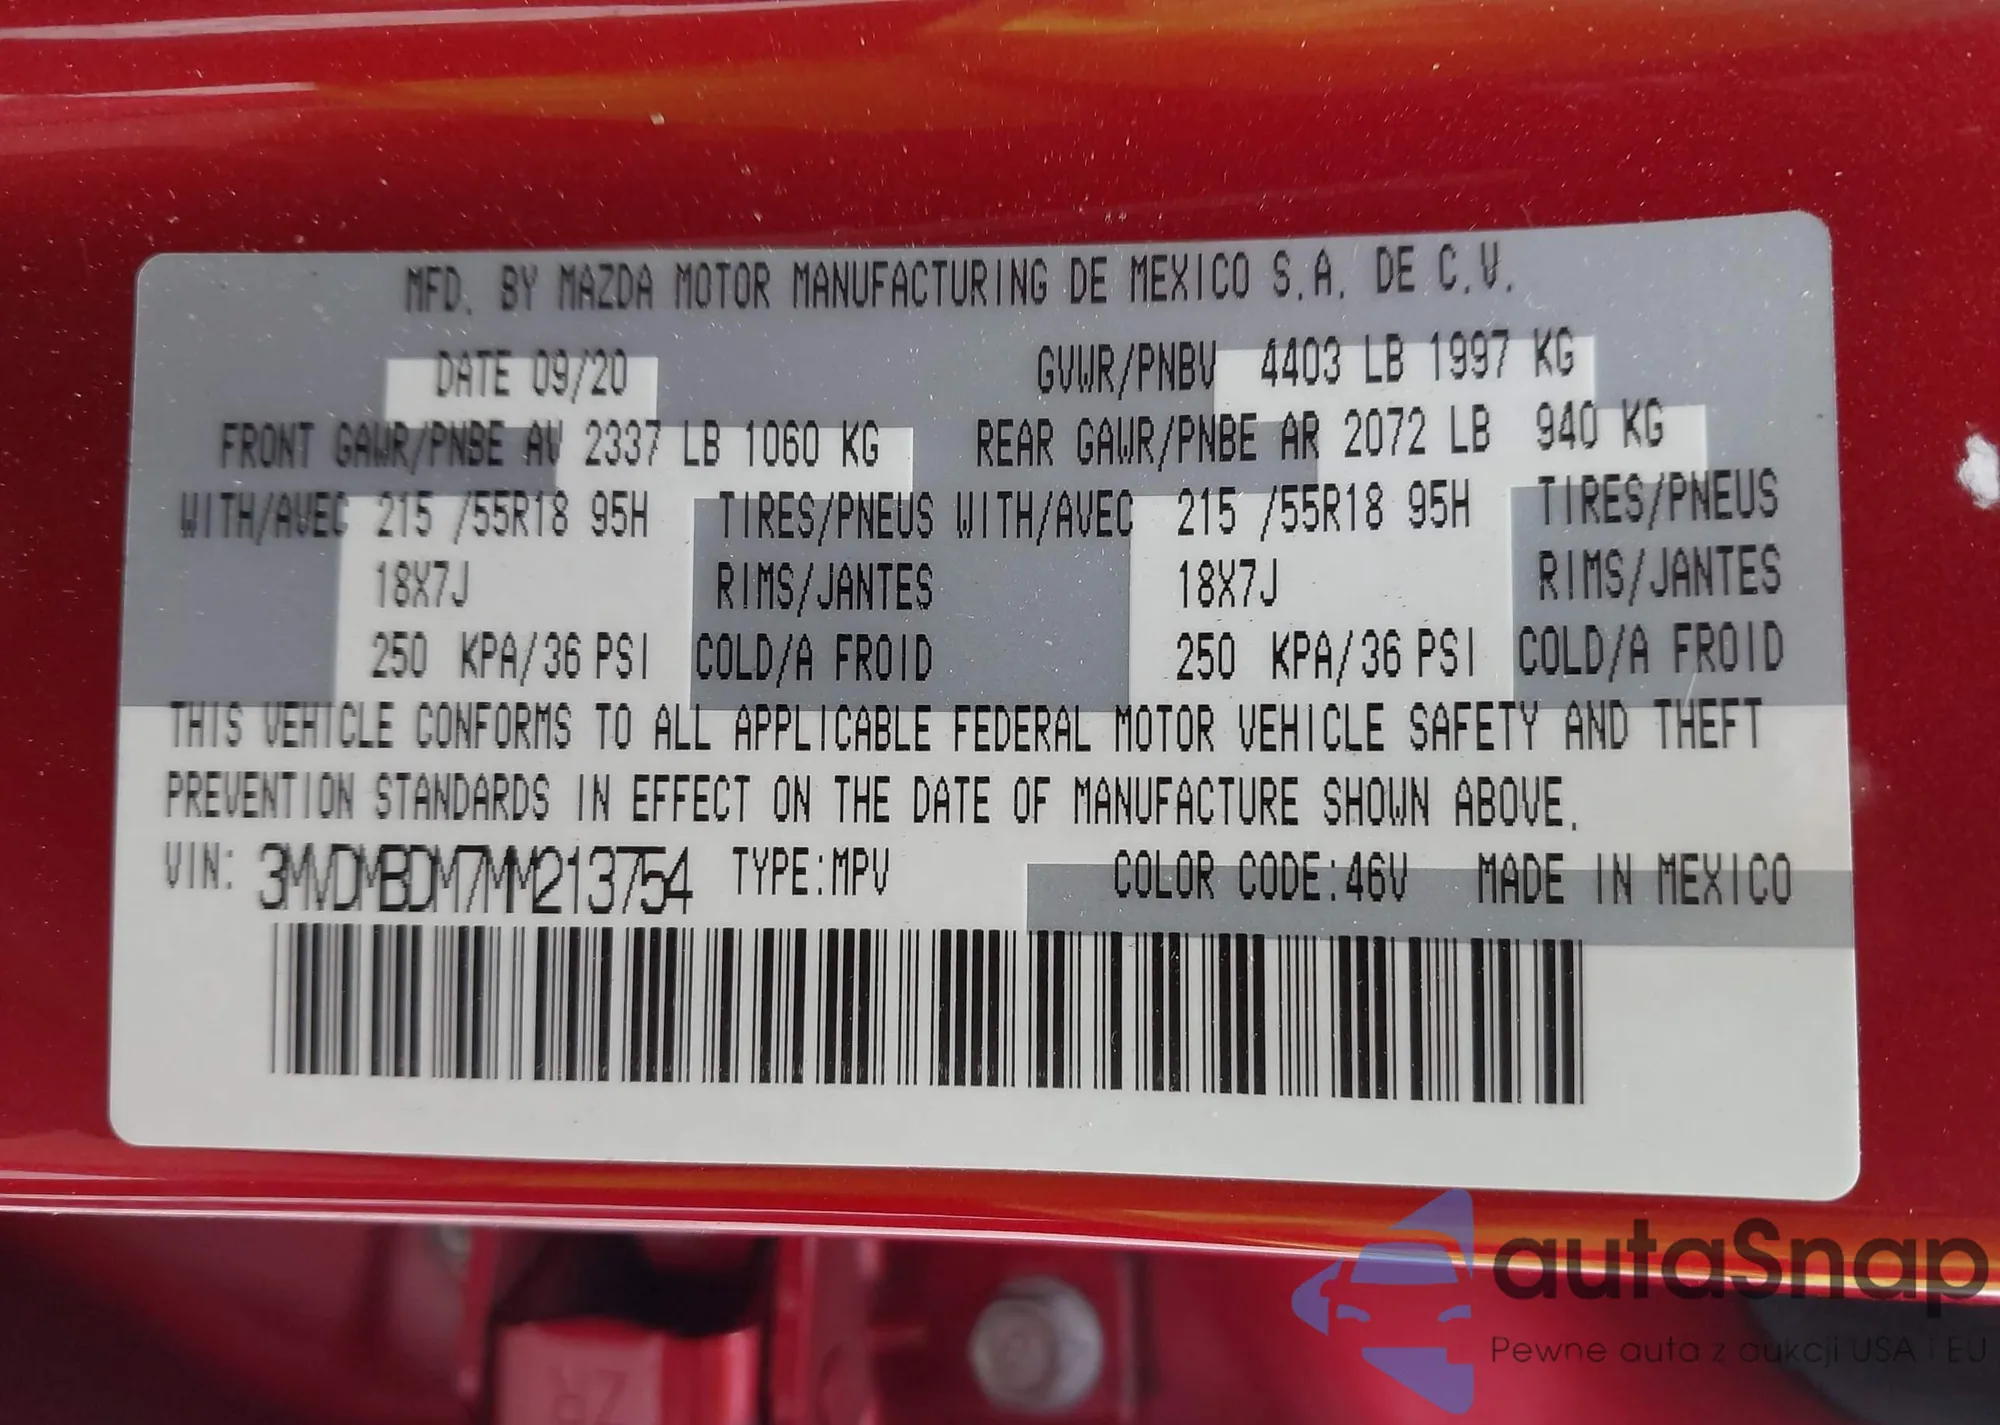 MFD. BY MAZDA MOTOR MANUFACTURING DE MEXICO S.A. DE C.V.
DATE 09/20 GVWR/PNBV 4403 LB 1997 KG
FRONT GAWR/PNBE AV 2337 LB 1060 KG REAR GAWR/PNBE AR 2072 LB 940 KG
WITH/AVEC 215 /55R18 95H TIRES/PNEUS WITH/AVEC 215 /55R18 95H TIRES/PNEUS
18X7J RIMS/JANTES 18X7J RIMS/JANTES
250 KPA/36 PSI COLD/A FROID 250 KPA/36 PSI COLD/A FROID
THIS VEHICLE CONFORMS TO ALL APPLICABLE FEDERAL MOTOR VEHICLE SAFETY AND THEFT
PREVENTION STANDARDS IN EFFECT ON THE DATE OF MANUFACTURE SHOWN ABOVE.
VIN: 3MVDMBDM7MM213754 TYPE:MPV COLOR CODE:46V MADE IN MEXICO
autaSnap
Pewne auta z aukcji USA i EU